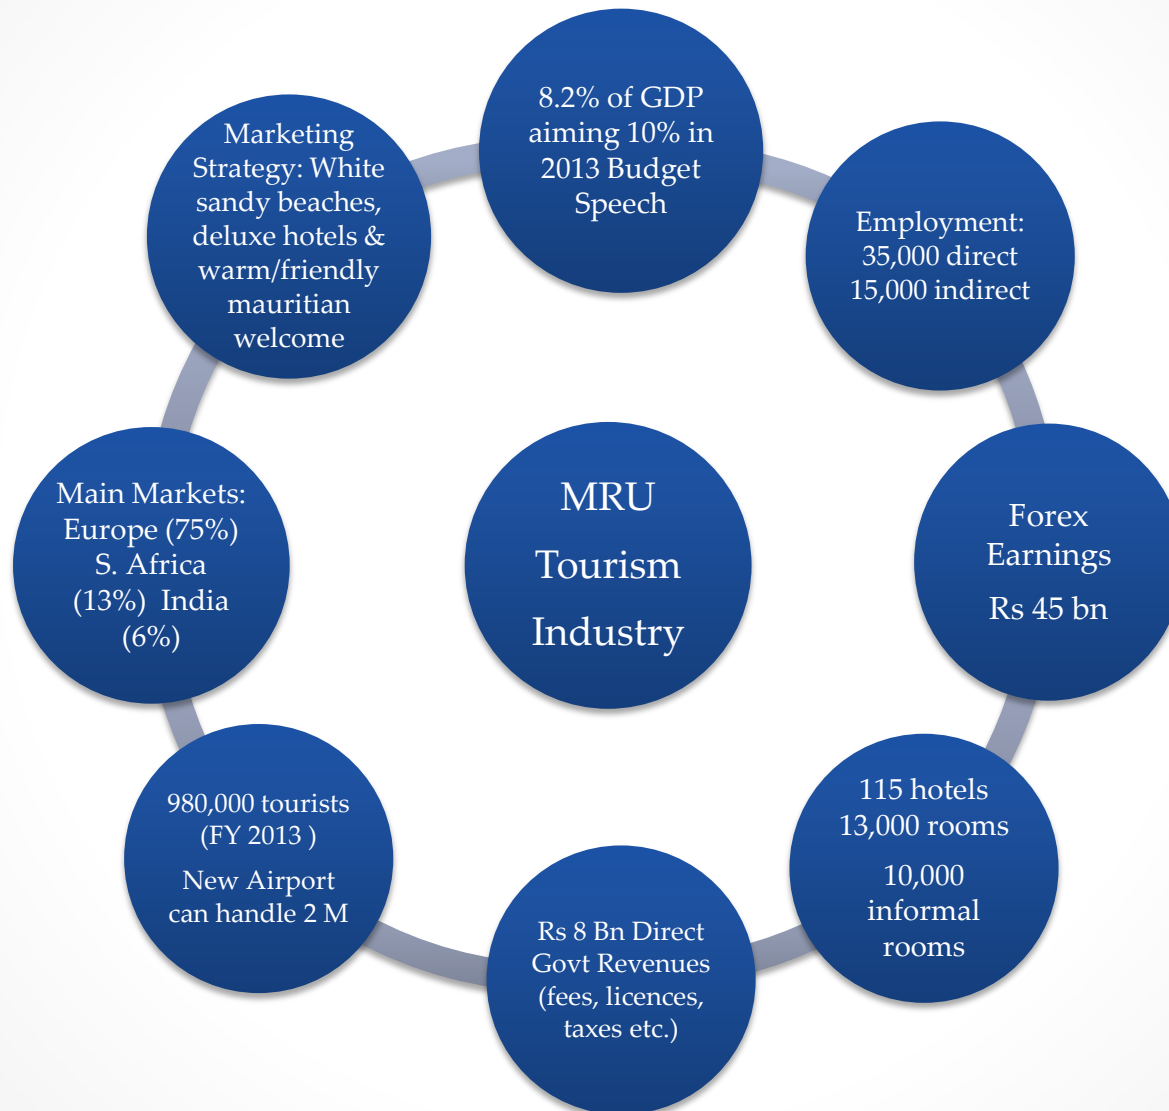 8.2% of GDP
aiming 10% in
2013 Budget
Speech
Employment:
35,000 direct
15,000 indirect
Forex
Earnings
Rs 45 bn
115 hotels
13,000 rooms
10,000
informal
rooms
Rs 8 Bn Direct
Govt Revenues
(fees, licences,
taxes etc.)
980,000 tourists
(FY 2013 )
New Airport
can handle 2 M
Main Markets:
Europe (75%)
S. Africa
(13%) India
(6%)
Marketing
Strategy: White
sandy beaches,
deluxe hotels &
warm/friendly
mauritian
welcome
MRU
Tourism
Industry